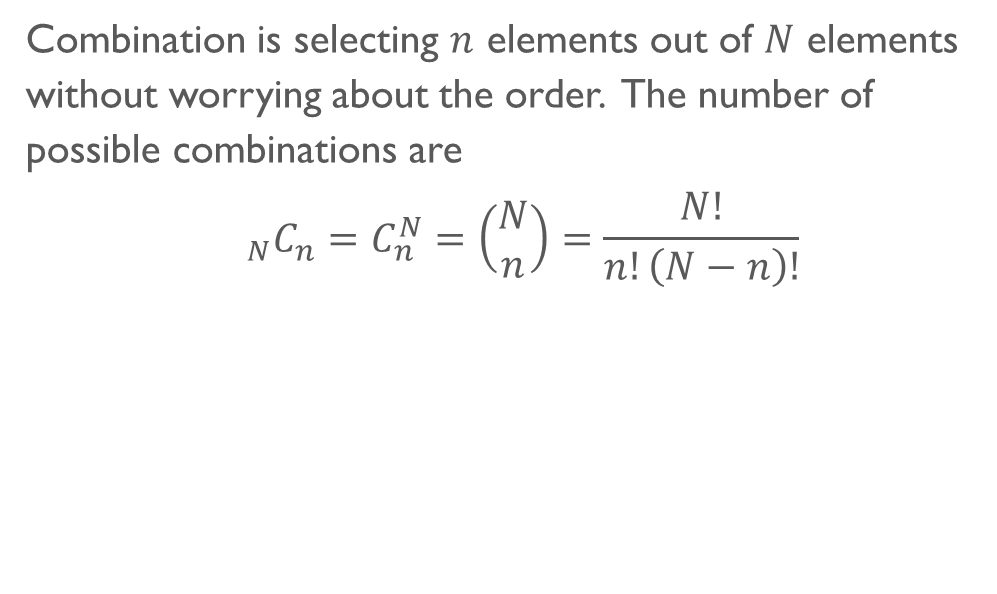 Combination is selecting n elements out of N elements
without worrying about the order. The number of
possible combinations are
$_{N}C_{n} = C_{n}^{N} = \binom{N}{n} = \frac{N!}{n!\,(N-n)!}$